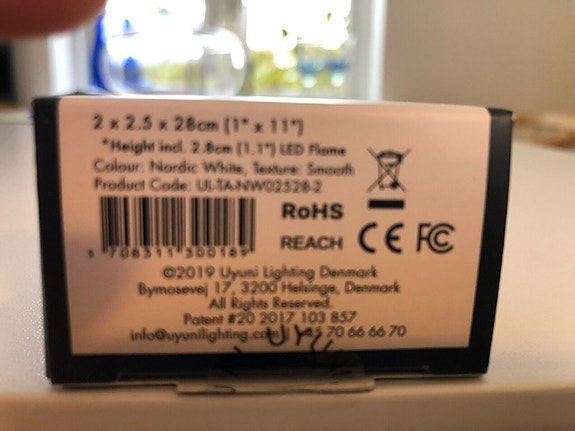 2 x 2.5 x 28cm (1" x 11")
*Height incl. 2.8cm (1.1") LED Flame
Colour: Nordic White, Texture: Smooth
Product Code: UL-TA-NW02528-2
RoHS
REACH CE FC
5 708311 300189
©2019 Uyuni Lighting Denmark
Bymosevej 17, 3200 Helsinge, Denmark
All Rights Reserved.
Patent #20 2017 103 857
info@uyunilighting.com 70 66 66 70
UYU